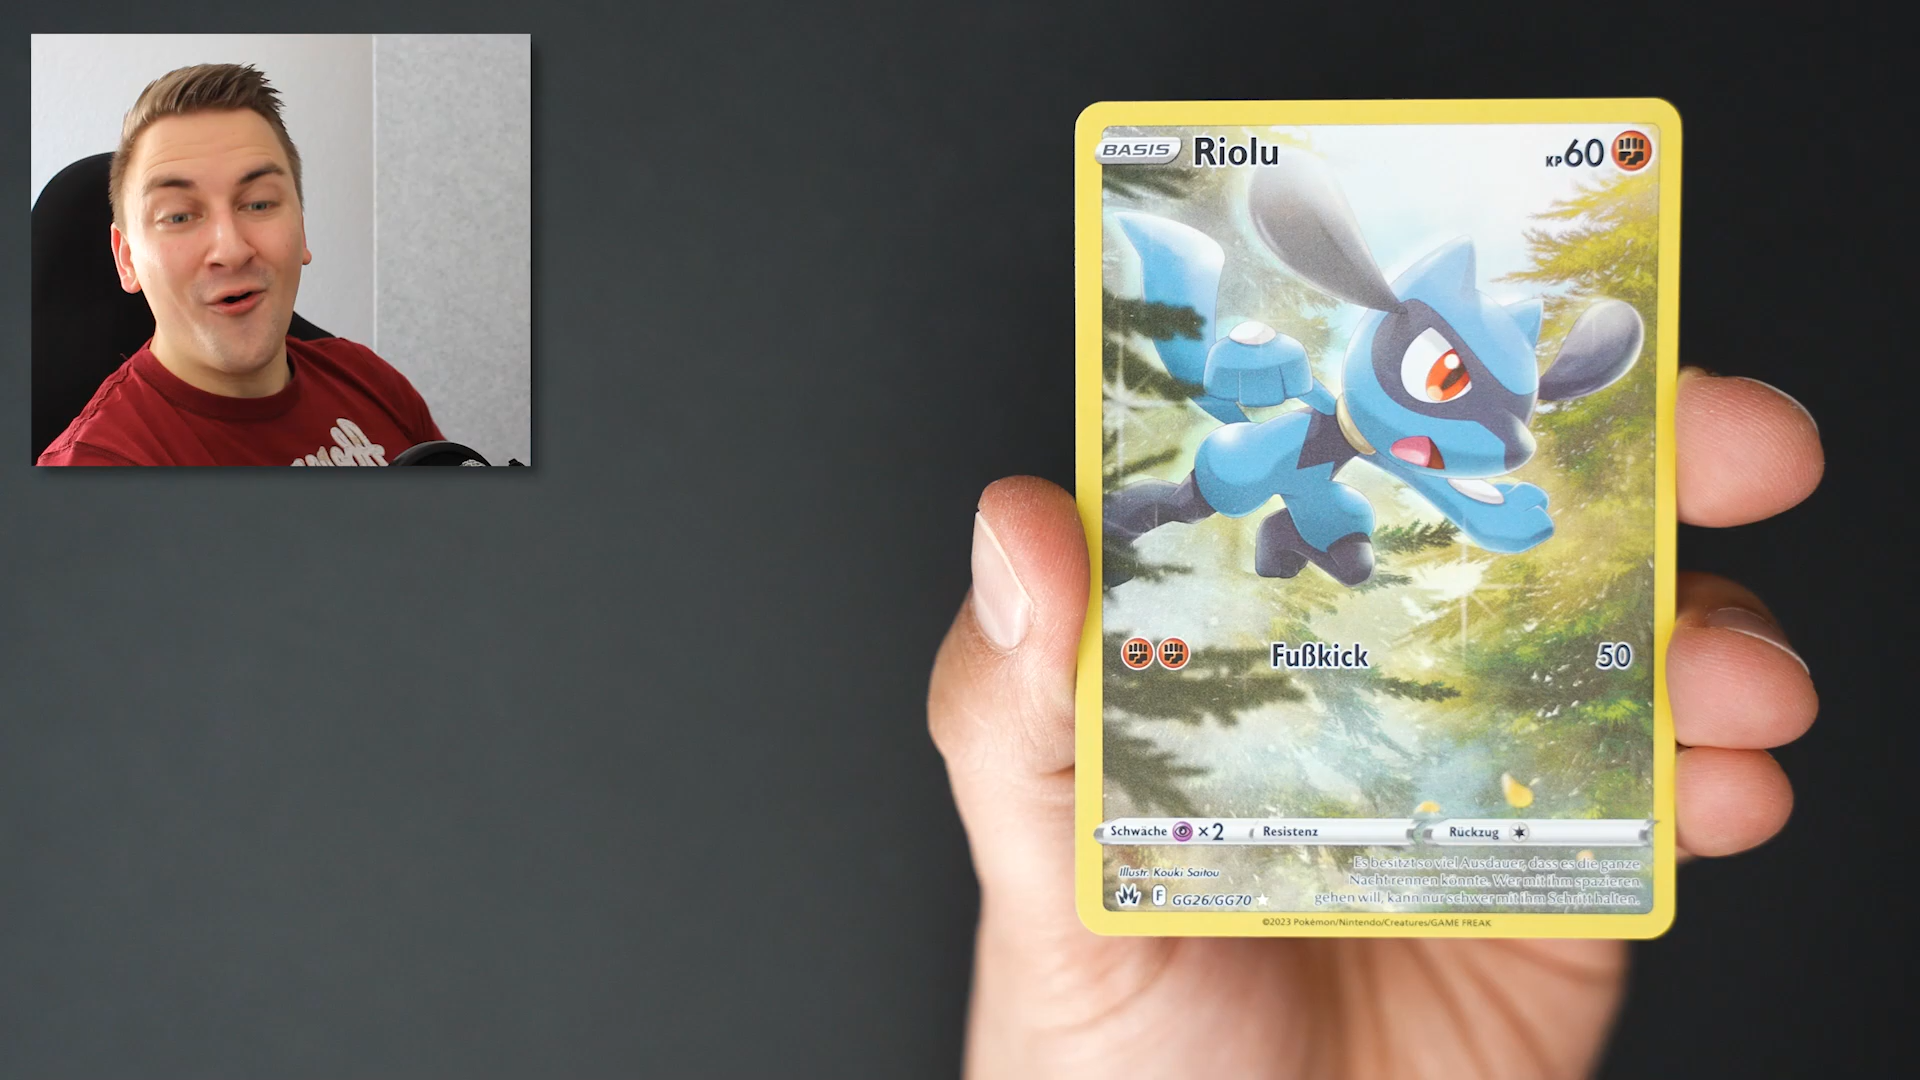 BASIS Riolu KP60
Fußkick 50
Schwäche ×2 Resistenz Rückzug
Es besitzt so viel Ausdauer, dass es die ganze
Nacht rennen könnte. Wer mit ihm spazieren
gehen will, kann nur schwer mit ihm Schritt halten.
Illustr. Kouki Saitou
F GG26/GG70
©2023 Pokémon/Nintendo/Creatures/GAME FREAK